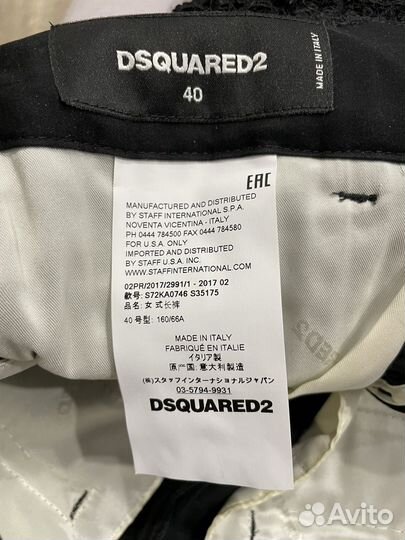 DSQUARED2
40
MADE IN ITALY
EAC
MANUFACTURED AND DISTRIBUTED
BY STAFF INTERNATIONAL S.P.A.
NOVENTA VICENTINA - ITALY
PH 0444 784500 FAX 0444 784580
FOR U.S.A. ONLY
IMPORTED AND DISTRIBUTED
BY STAFF U.S.A. INC.
WWW.STAFFINTERNATIONAL.COM
02PR/2017/2991/1 - 2017 02
款号: S72KA0746 S35175
品名: 女式长裤
40 号型: 160/66A
MADE IN ITALY
FABRIQUÉ EN ITALIE
イタリア製
原产国: 意大利制造
(株)スタッフインターナショナルジャパン
03-5794-9931
DSQUARED2
Avito